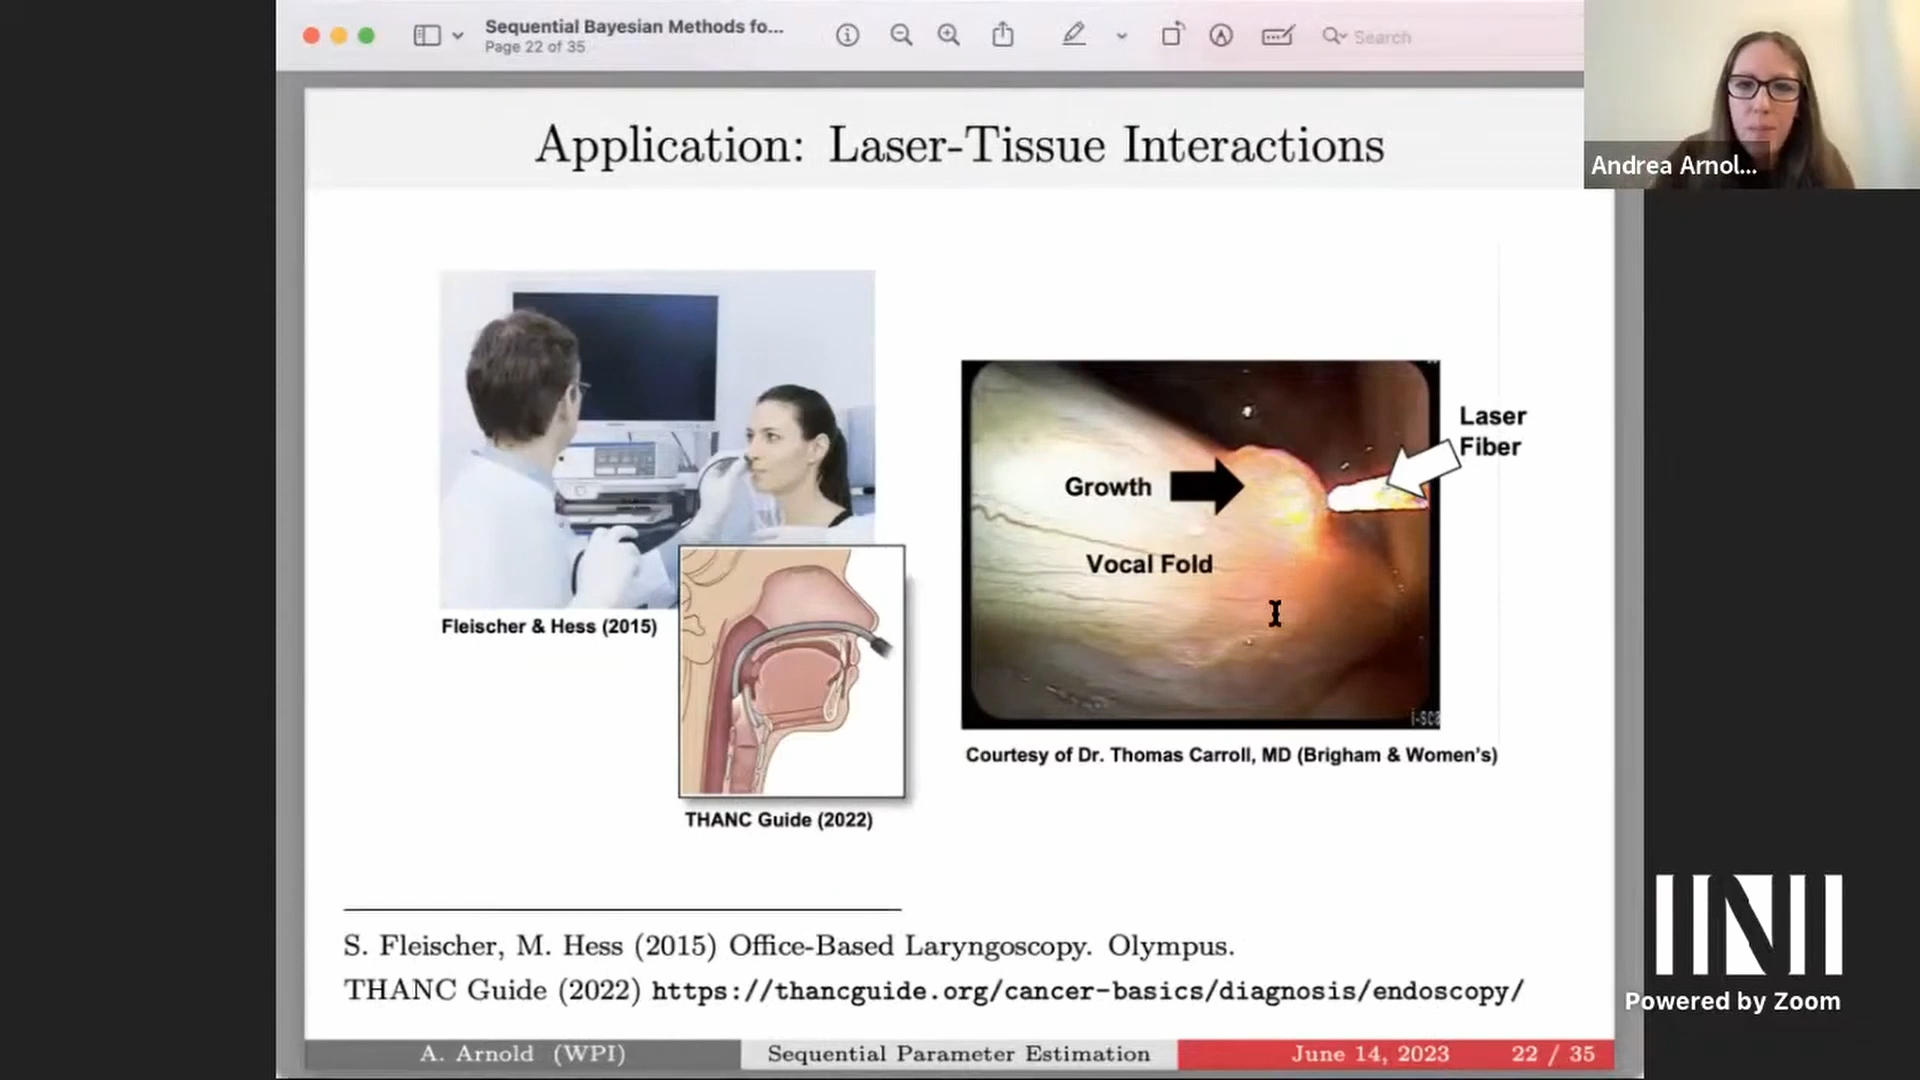 Sequential Bayesian Methods fo...
Page 22 of 35
Search
Andrea Arnol...
Application: Laser-Tissue Interactions
Laser
Fiber
Growth
Vocal Fold
Fleischer & Hess (2015)
Courtesy of Dr. Thomas Carroll, MD (Brigham & Women's)
THANC Guide (2022)
S. Fleischer, M. Hess (2015) Office-Based Laryngoscopy. Olympus.
THANC Guide (2022) https://thancguide.org/cancer-basics/diagnosis/endoscopy/
INI
Powered by Zoom
A. Arnold (WPI) Sequential Parameter Estimation June 14, 2023 22 / 35